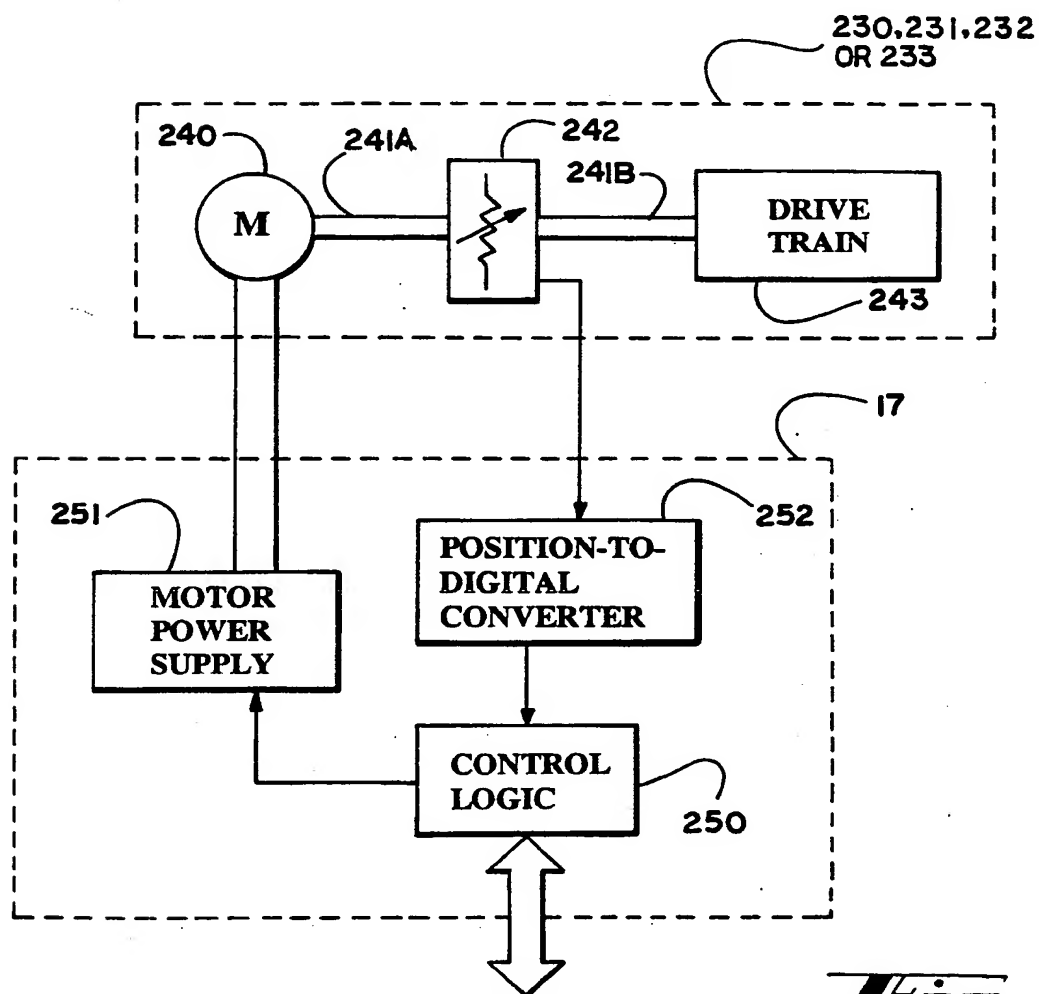 230,231,232
OR 233
240
241A
242
241B
M
DRIVE
TRAIN
243
17
251
252
POSITION-TO-
DIGITAL
CONVERTER
MOTOR
POWER
SUPPLY
CONTROL
LOGIC
250